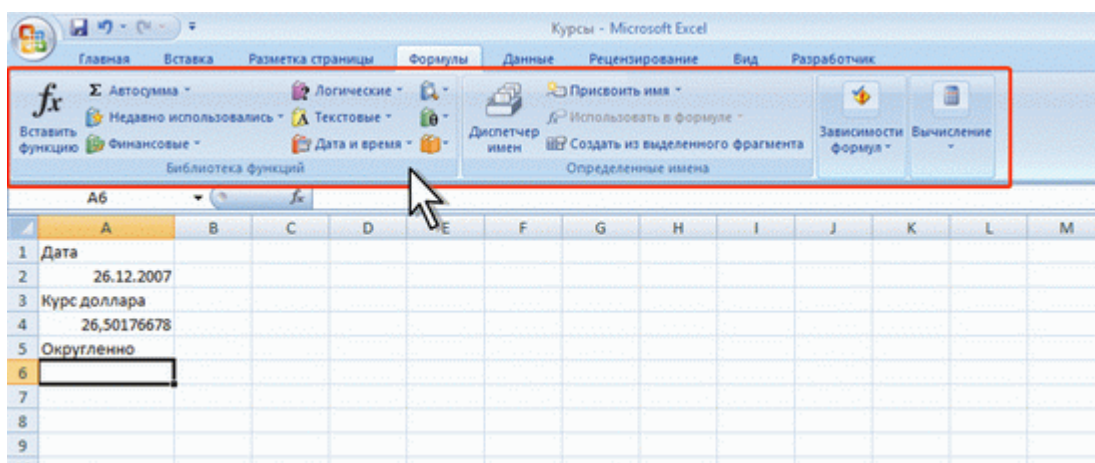 Курсы - Microsoft Excel
Главная Вставка Разметка страницы Формулы Данные Рецензирование Вид Разработчик
fx Вставить функцию
Σ Автосумма
Недавно использовались
Финансовые
Логические
Текстовые
Дата и время
Библиотека функций
Диспетчер имен
Присвоить имя
Использовать в формуле
Создать из выделенного фрагмента
Определенные имена
Зависимости формул
Вычисление
A6 fx
A B C D E F G H I J K L M
1 Дата
2 26.12.2007
3 Курс доллара
4 26,50176678
5 Округленно
6
7
8
9